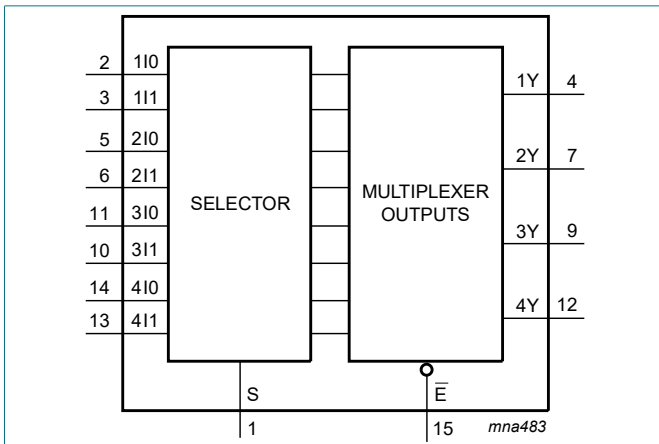 2 1I0
3 1I1
5 2I0
6 2I1
11 3I0
10 3I1
14 4I0
13 4I1
SELECTOR
MULTIPLEXER
OUTPUTS
1Y 4
2Y 7
3Y 9
4Y 12
S
1
E̅
15
mna483